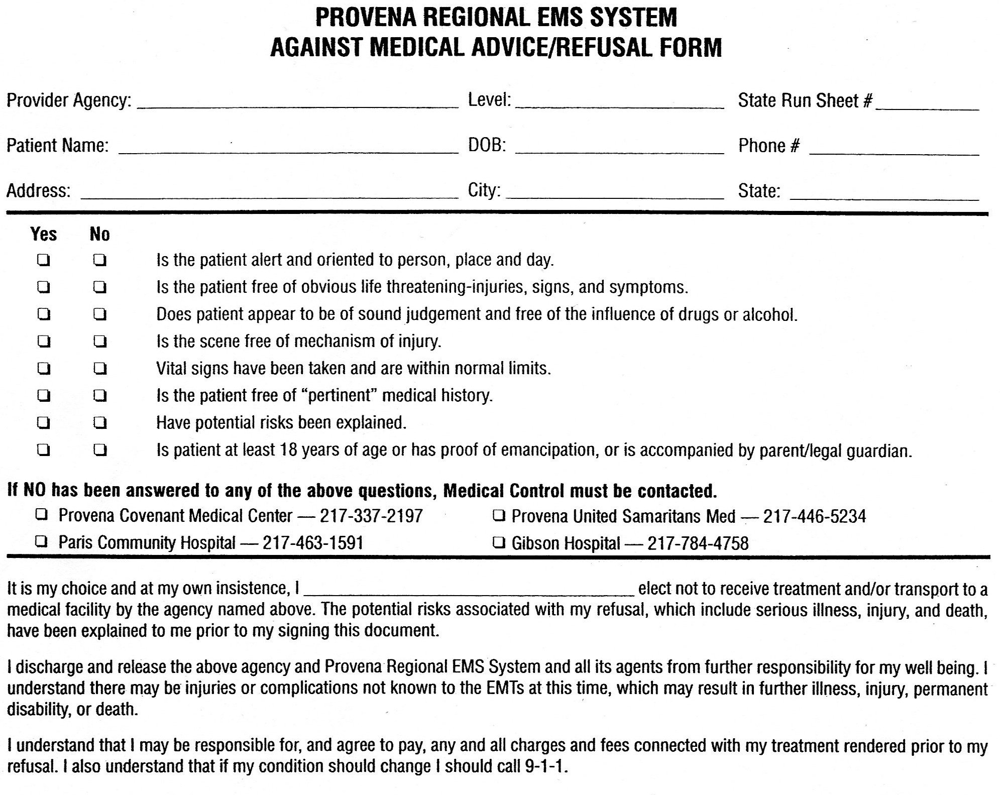 PROVENA REGIONAL EMS SYSTEM
AGAINST MEDICAL ADVICE/REFUSAL FORM
Provider Agency: Level: State Run Sheet #
Patient Name: DOB: Phone #
Address: City: State:
Yes No
❏ ❏ Is the patient alert and oriented to person, place and day.
❏ ❏ Is the patient free of obvious life threatening-injuries, signs, and symptoms.
❏ ❏ Does patient appear to be of sound judgement and free of the influence of drugs or alcohol.
❏ ❏ Is the scene free of mechanism of injury.
❏ ❏ Vital signs have been taken and are within normal limits.
❏ ❏ Is the patient free of “pertinent” medical history.
❏ ❏ Have potential risks been explained.
❏ ❏ Is patient at least 18 years of age or has proof of emancipation, or is accompanied by parent/legal guardian.
If NO has been answered to any of the above questions, Medical Control must be contacted.
❏ Provena Covenant Medical Center — 217-337-2197 ❏ Provena United Samaritans Med — 217-446-5234
❏ Paris Community Hospital — 217-463-1591 ❏ Gibson Hospital — 217-784-4758
It is my choice and at my own insistence, I ____ elect not to receive treatment and/or transport to a
medical facility by the agency named above. The potential risks associated with my refusal, which include serious illness, injury, and death,
have been explained to me prior to my signing this document.
I discharge and release the above agency and Provena Regional EMS System and all its agents from further responsibility for my well being. I
understand there may be injuries or complications not known to the EMTs at this time, which may result in further illness, injury, permanent
disability, or death.
I understand that I may be responsible for, and agree to pay, any and all charges and fees connected with my treatment rendered prior to my
refusal. I also understand that if my condition should change I should call 9-1-1.